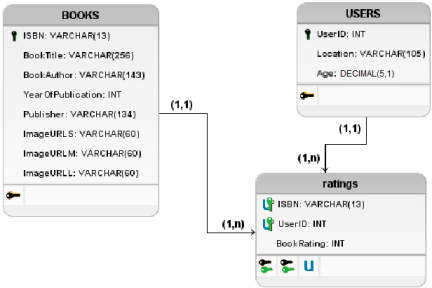 BOOKS
ISBN: VARCHAR(13)
BookTitle: VARCHAR(256)
BookAuthor: VARCHAR(143)
YearOfPublication: INT
Publisher: VARCHAR(134)
ImageURLS: VARCHAR(60)
ImageURLM: VARCHAR(60)
ImageURLL: VARCHAR(60)
USERS
UserID: INT
Location: VARCHAR(105)
Age: DECIMAL(5,1)
(1,1)
(1,1)
(1,n)
(1,n)
ratings
U ISBN: VARCHAR(13)
U UserID: INT
BookRating: INT
U